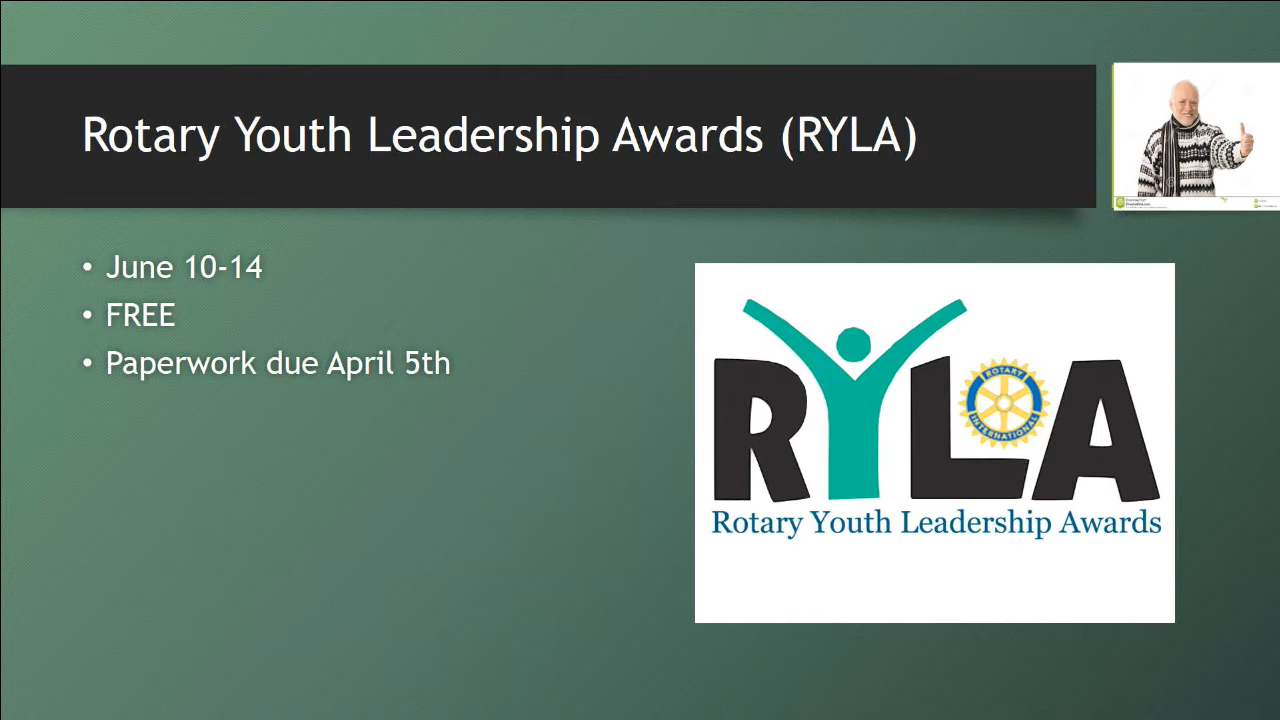 Rotary Youth Leadership Awards (RYLA)
• June 10-14
• FREE
• Paperwork due April 5th
RYLA
ROTARY
INTERNATIONAL
Rotary Youth Leadership Awards